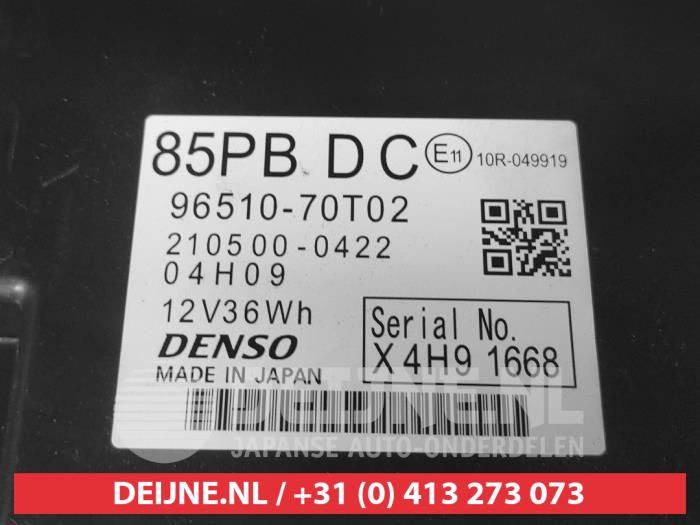 85PB DC E11 10R-049919
96510-70T02
210500-0422
04H09
12V36Wh
DENSO
MADE IN JAPAN
Serial No.
X4H9 1668
DEIJNE.NL
JAPANSE AUTO-ONDERDELEN
DEIJNE.NL / +31 (0) 413 273 073